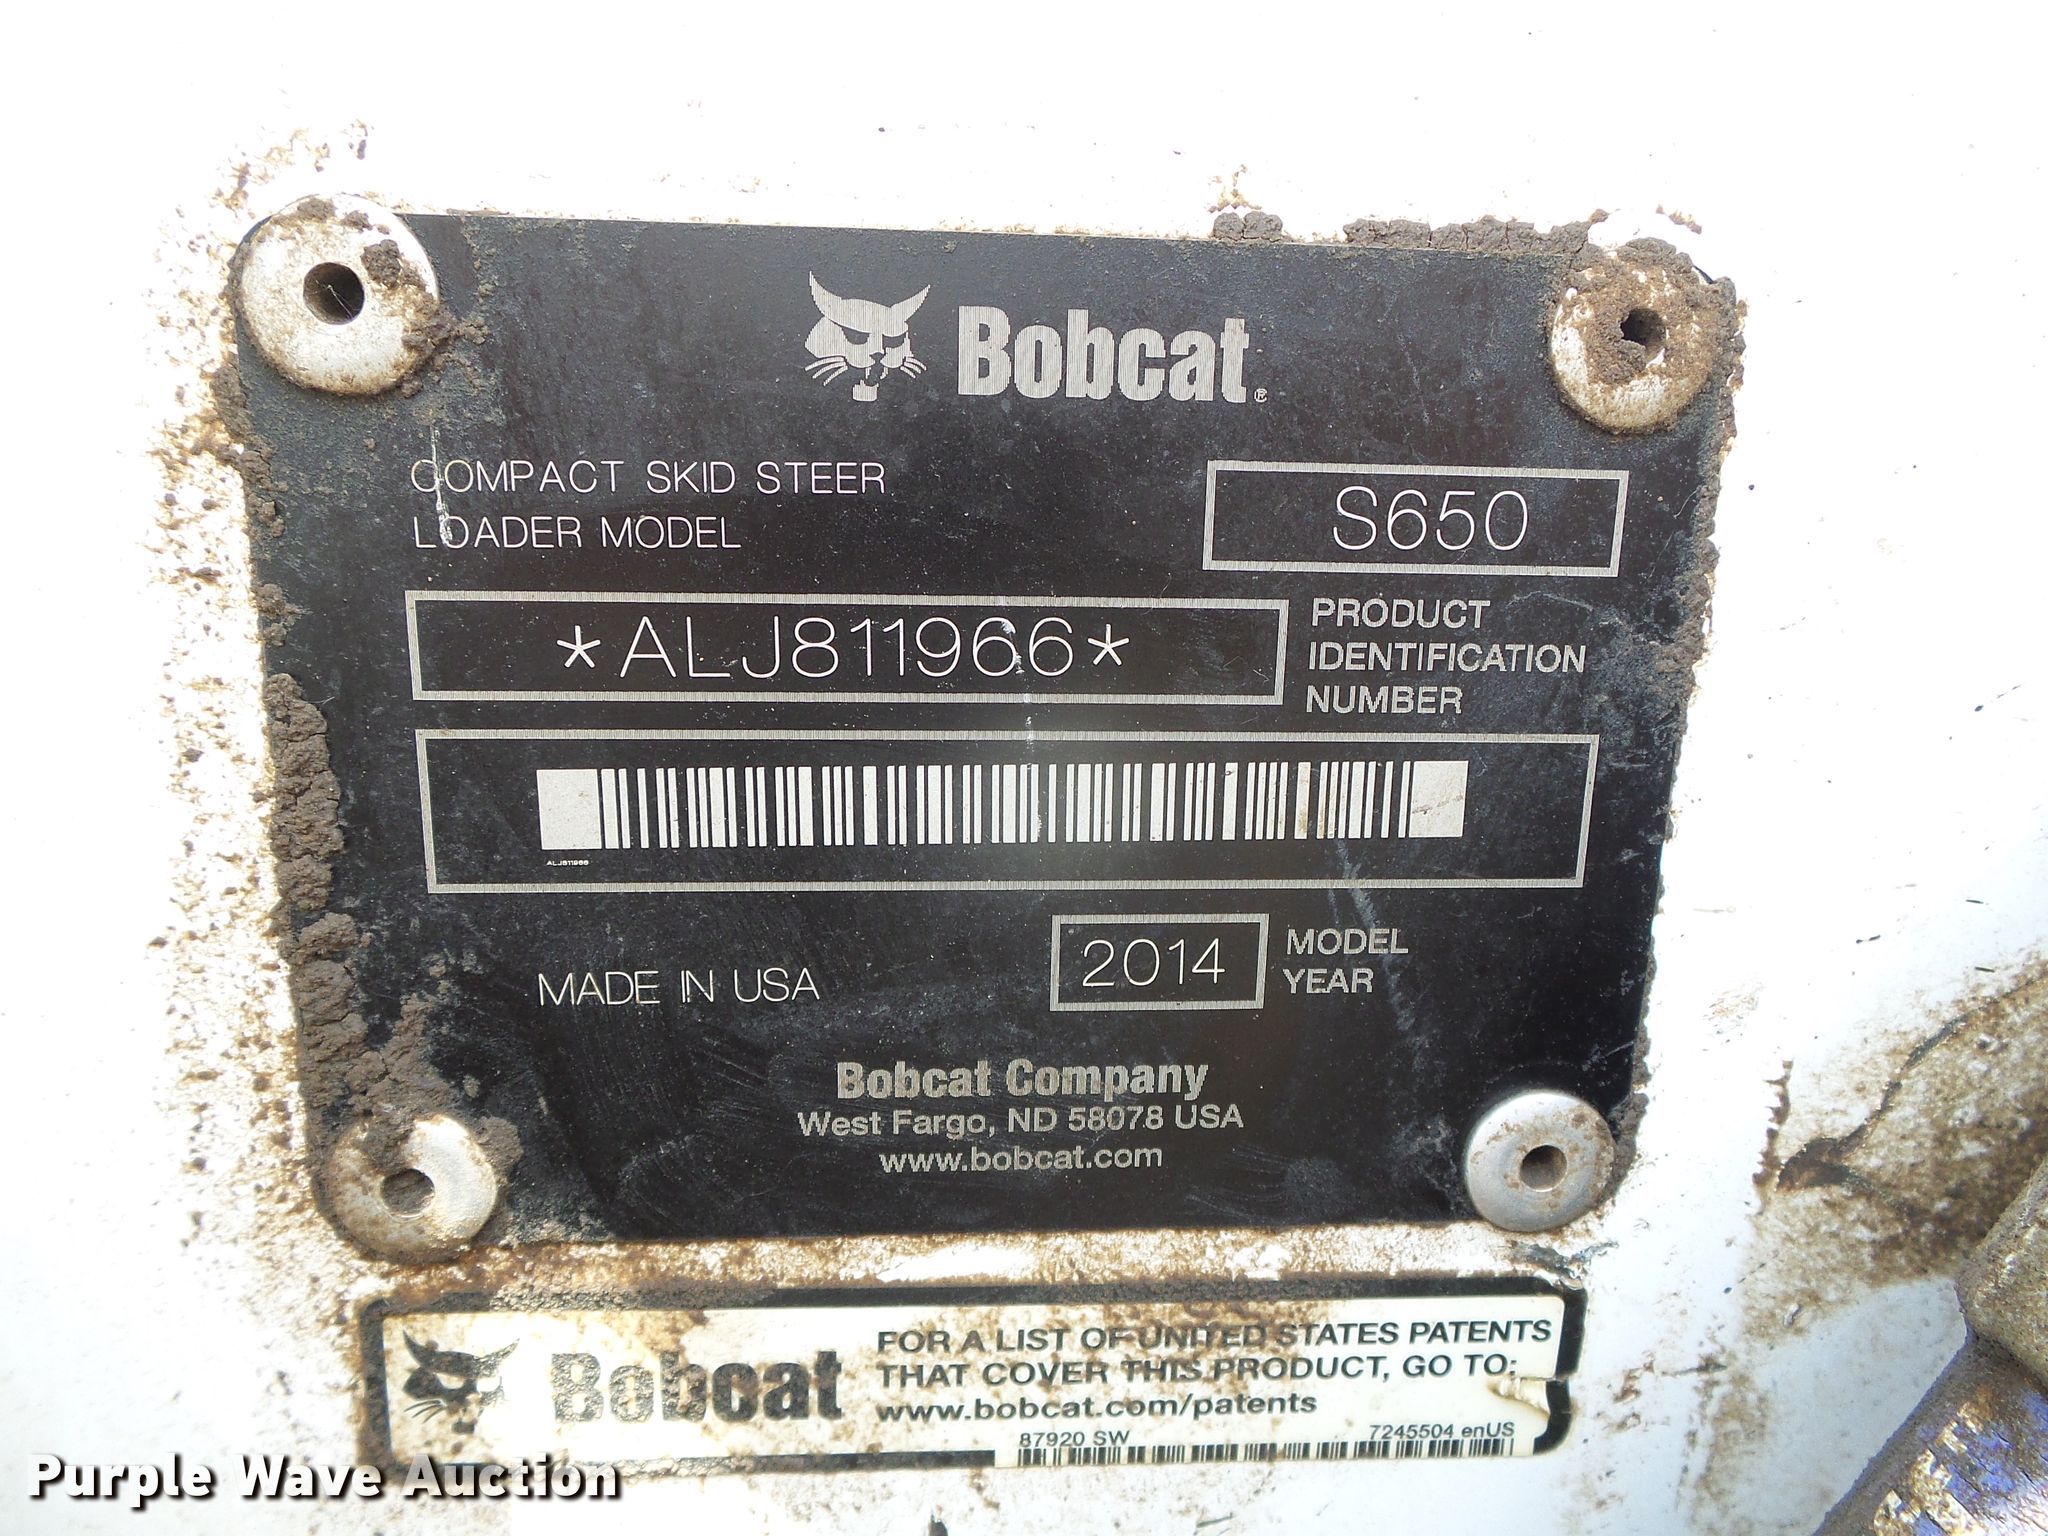 Bobcat®
COMPACT SKID STEER
LOADER MODEL
S650
*ALJ811966*
PRODUCT
IDENTIFICATION
NUMBER
ALJ811966
MADE IN USA
2014
MODEL
YEAR
Bobcat Company
West Fargo, ND 58078 USA
www.bobcat.com
Bobcat
FOR A LIST OF UNITED STATES PATENTS
THAT COVER THIS PRODUCT, GO TO:
www.bobcat.com/patents
87920 SW
7245504 enUS
Purple Wave Auction